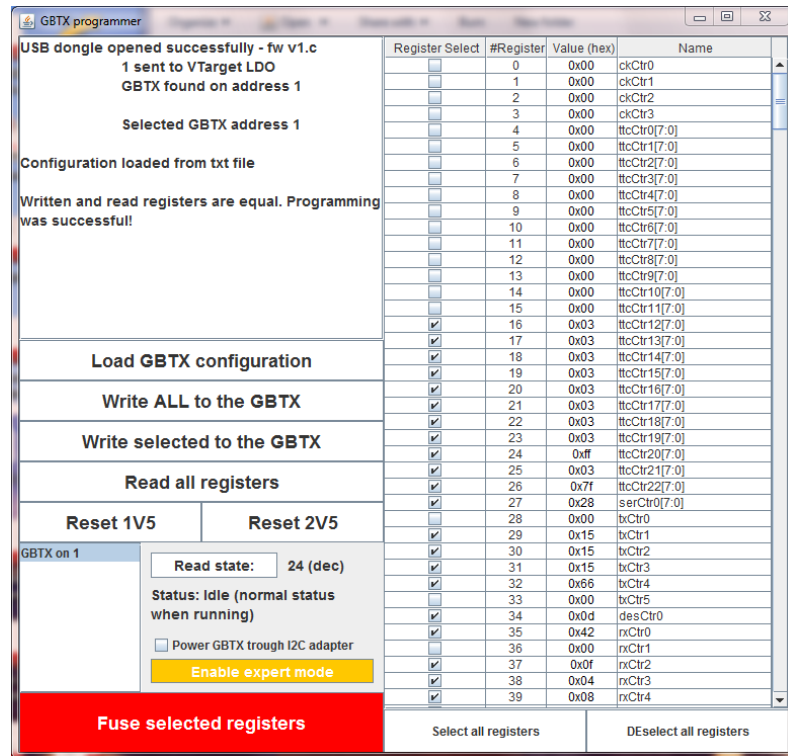 GBTX programmer
USB dongle opened successfully - fw v1.c
1 sent to VTarget LDO
GBTX found on address 1
Selected GBTX address 1
Configuration loaded from txt file
Written and read registers are equal. Programming
was successful!
Load GBTX configuration
Write ALL to the GBTX
Write selected to the GBTX
Read all registers
Reset 1V5 Reset 2V5
GBTX on 1
Read state: 24 (dec)
Status: Idle (normal status
when running)
Power GBTX trough I2C adapter
Enable expert mode
Fuse selected registers
Register Select #Register Value (hex) Name
0 0x00 ckCtr0
1 0x00 ckCtr1
2 0x00 ckCtr2
3 0x00 ckCtr3
4 0x00 ttcCtr0[7:0]
5 0x00 ttcCtr1[7:0]
6 0x00 ttcCtr2[7:0]
7 0x00 ttcCtr3[7:0]
8 0x00 ttcCtr4[7:0]
9 0x00 ttcCtr5[7:0]
10 0x00 ttcCtr6[7:0]
11 0x00 ttcCtr7[7:0]
12 0x00 ttcCtr8[7:0]
13 0x00 ttcCtr9[7:0]
14 0x00 ttcCtr10[7:0]
15 0x00 ttcCtr11[7:0]
16 0x03 ttcCtr12[7:0]
17 0x03 ttcCtr13[7:0]
18 0x03 ttcCtr14[7:0]
19 0x03 ttcCtr15[7:0]
20 0x03 ttcCtr16[7:0]
21 0x03 ttcCtr17[7:0]
22 0x03 ttcCtr18[7:0]
23 0x03 ttcCtr19[7:0]
24 0xff ttcCtr20[7:0]
25 0x03 ttcCtr21[7:0]
26 0x7f ttcCtr22[7:0]
27 0x28 serCtr0[7:0]
28 0x00 txCtr0
29 0x15 txCtr1
30 0x15 txCtr2
31 0x15 txCtr3
32 0x66 txCtr4
33 0x00 txCtr5
34 0x0d desCtr0
35 0x42 rxCtr0
36 0x00 rxCtr1
37 0x0f rxCtr2
38 0x04 rxCtr3
39 0x08 rxCtr4
Select all registers DEselect all registers